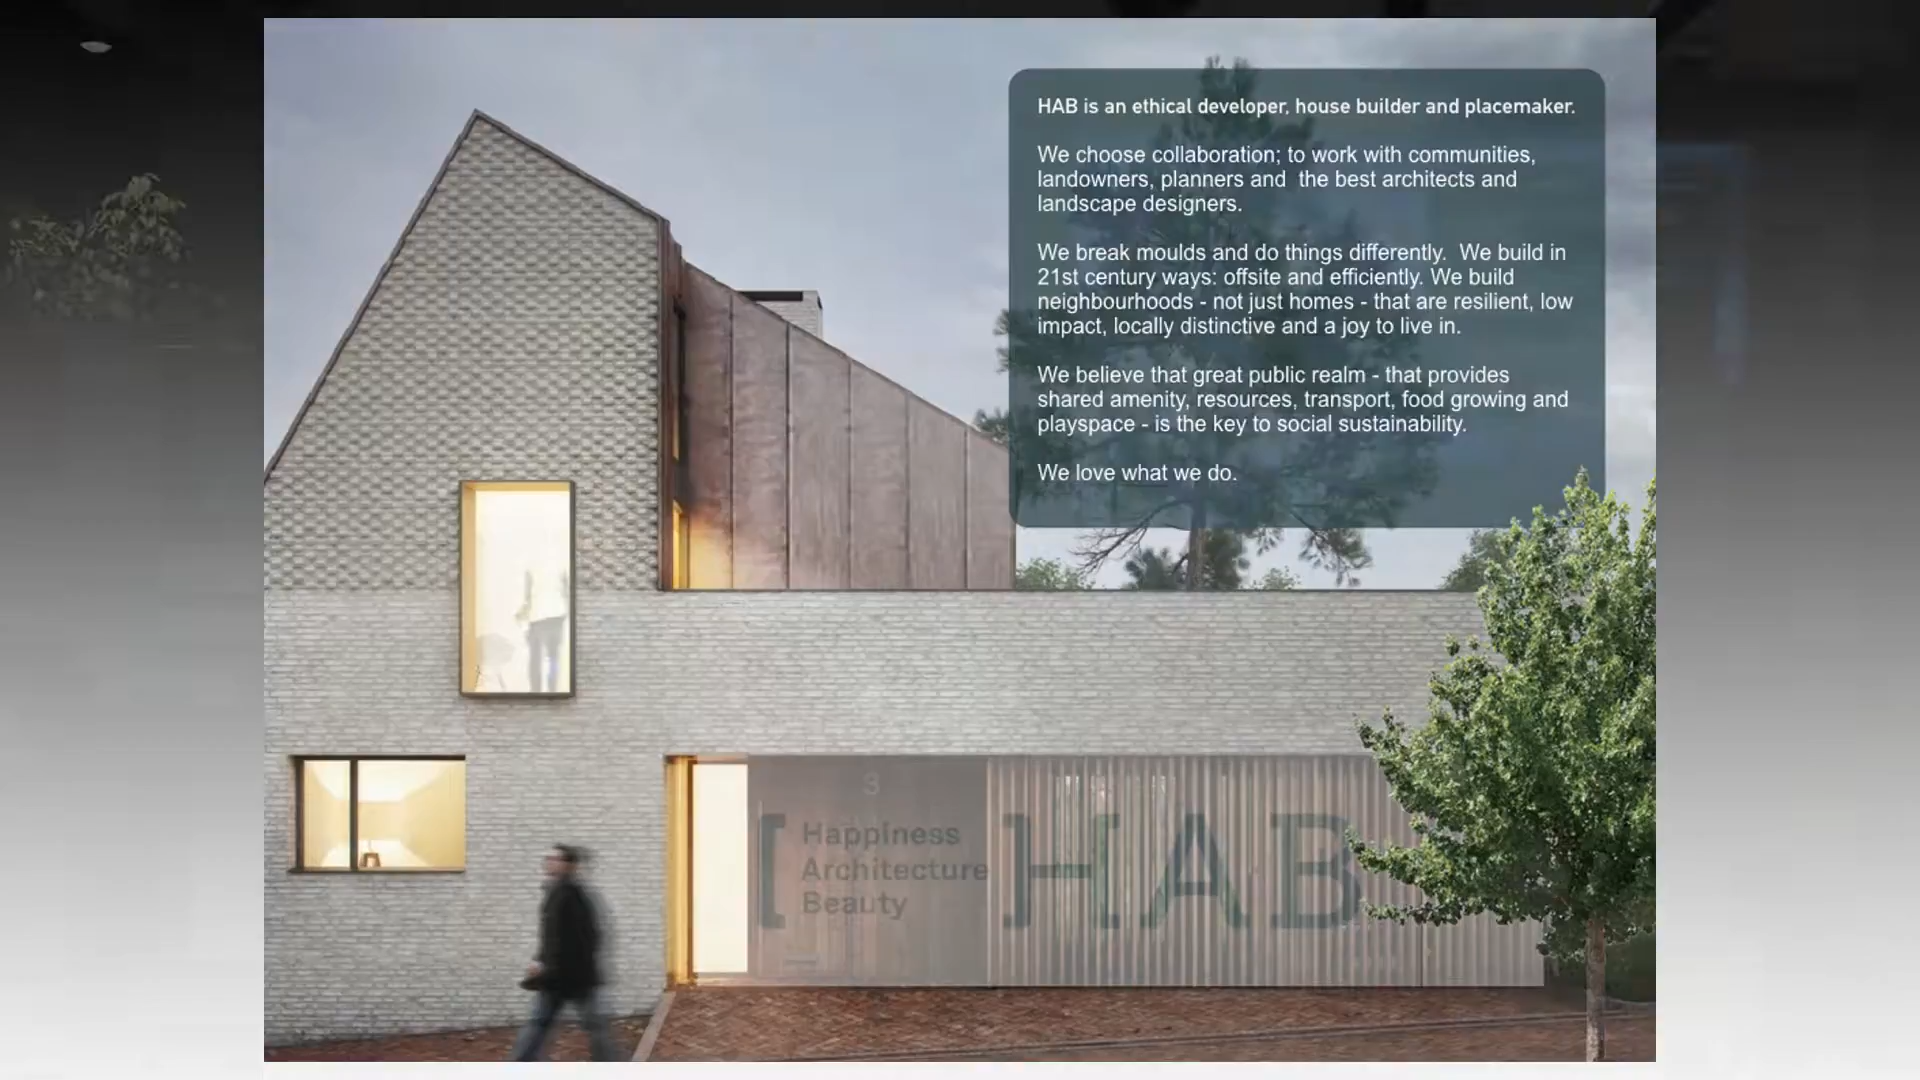 HAB is an ethical developer, house builder and placemaker.
We choose collaboration; to work with communities,
landowners, planners and  the best architects and
landscape designers.
We break moulds and do things differently.  We build in
21st century ways: offsite and efficiently. We build
neighbourhoods - not just homes - that are resilient, low
impact, locally distinctive and a joy to live in.
We believe that great public realm - that provides
shared amenity, resources, transport, food growing and
playspace - is the key to social sustainability.
We love what we do.
3
[ Happiness
Architecture
Beauty
HAB